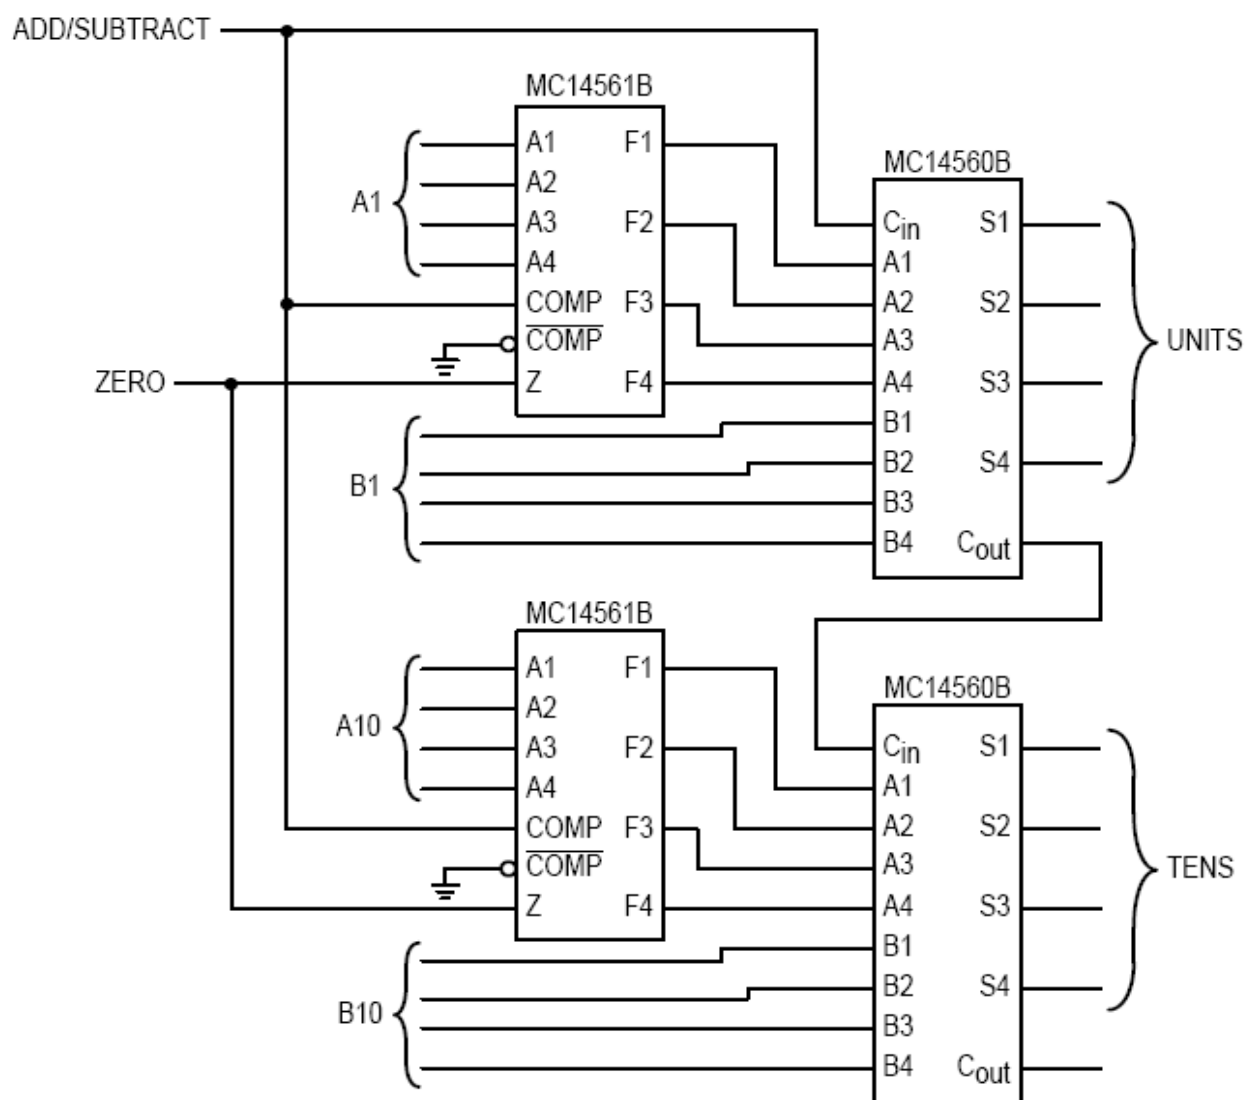 ADD/SUBTRACT
MC14561B
A1
A1 F1
A2
A3 F2
A4
COMP F3
COMP
ZERO
Z F4
B1
MC14560B
Cin S1
A1
A2 S2
A3
A4 S3
B1
B2 S4
B3
B4 Cout
UNITS
MC14561B
A10
A1 F1
A2
A3 F2
A4
COMP F3
COMP
Z F4
B10
MC14560B
Cin S1
A1
A2 S2
A3
A4 S3
B1
B2 S4
B3
B4 Cout
TENS